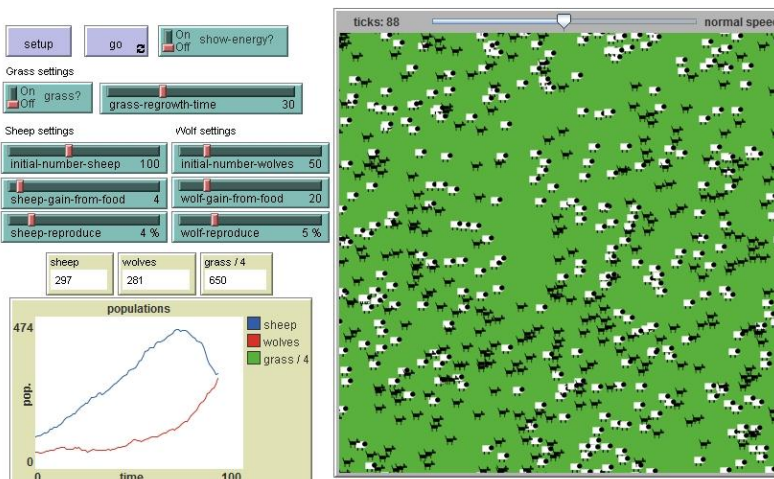 setup
go
On
Off
show-energy?
Grass settings
On
Off
grass?
grass-regrowth-time 30
Sheep settings
Wolf settings
initial-number-sheep 100
initial-number-wolves 50
sheep-gain-from-food 4
wolf-gain-from-food 20
sheep-reproduce 4 %
wolf-reproduce 5 %
sheep
297
wolves
281
grass / 4
650
populations
474
pop.
0
0
time
100
sheep
wolves
grass / 4
ticks: 88
normal speed